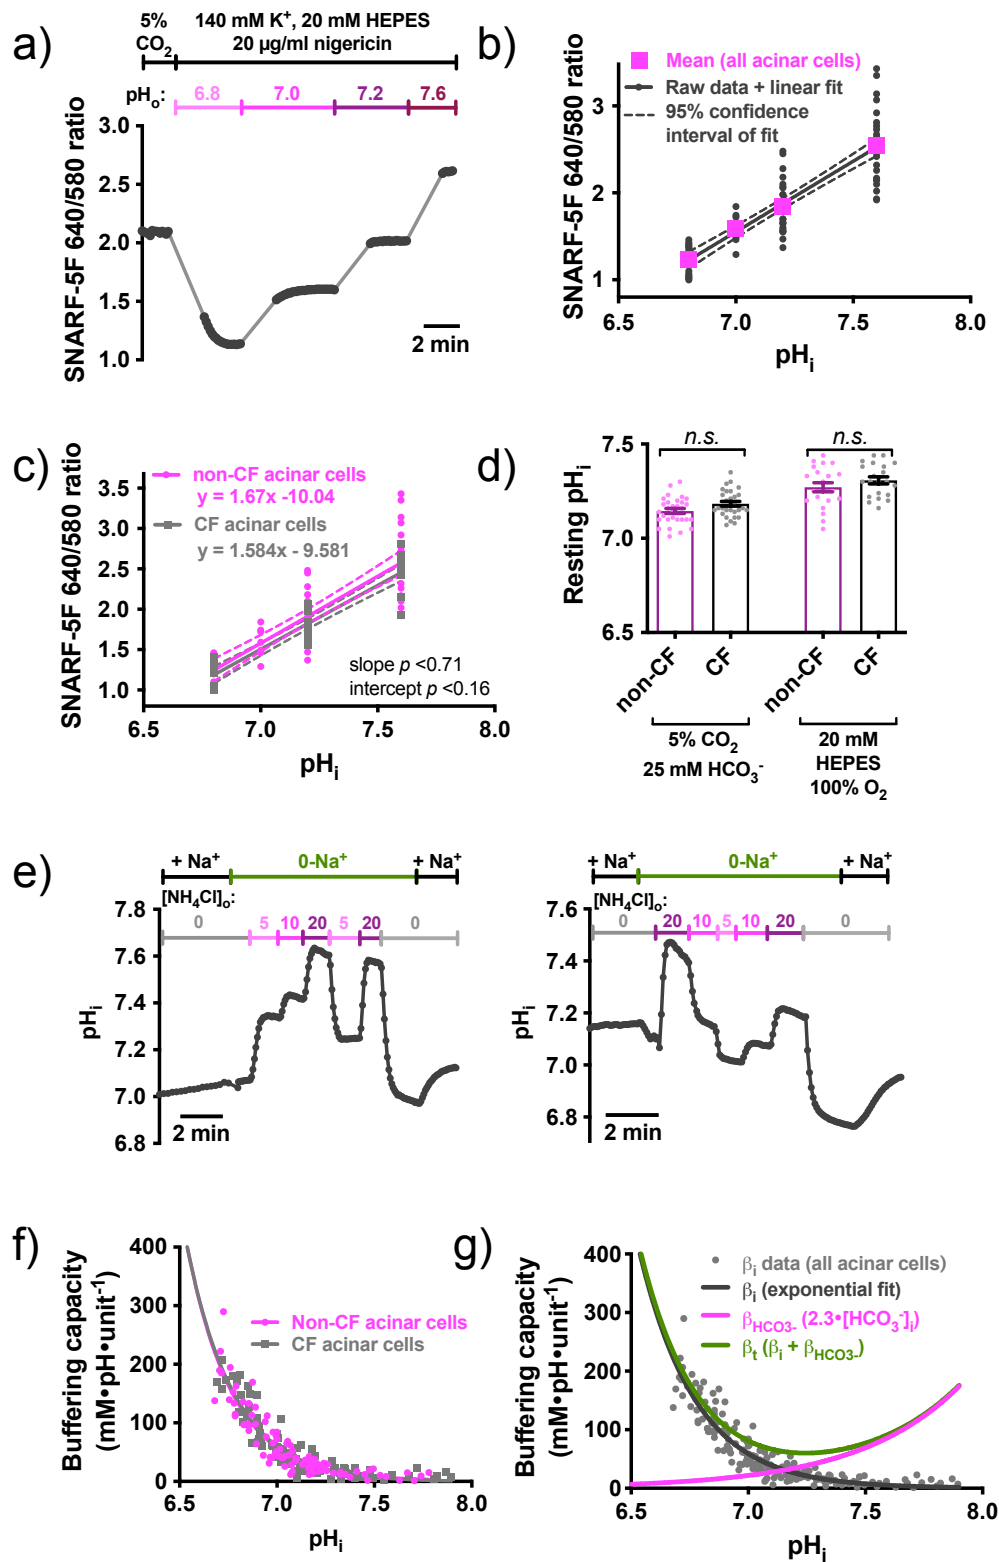 a)
5% CO₂
140 mM K⁺, 20 mM HEPES
20 µg/ml nigericin
pHₒ: 6.8 7.0 7.2 7.6
SNARF-5F 640/580 ratio
3.0
2.5
2.0
1.5
1.0
2 min
b)
Mean (all acinar cells)
Raw data + linear fit
95% confidence
interval of fit
SNARF-5F 640/580 ratio
3
2
1
6.5 7.0 7.5 8.0
pHᵢ
c)
non-CF acinar cells
y = 1.67x -10.04
CF acinar cells
y = 1.584x - 9.581
SNARF-5F 640/580 ratio
3.5
3.0
2.5
2.0
1.5
1.0
slope p <0.71
intercept p <0.16
6.5 7.0 7.5 8.0
pHᵢ
d)
n.s. n.s.
Resting pHᵢ
7.5
7.0
6.5
non-CF CF non-CF CF
5% CO₂
25 mM HCO₃⁻
20 mM
HEPES
100% O₂
e)
+ Na⁺ 0-Na⁺ + Na⁺
[NH₄Cl]ₒ:
0 5 10 20 5 20 0
pHᵢ
7.8
7.6
7.4
7.2
7.0
6.8
2 min
+ Na⁺ 0-Na⁺ + Na⁺
[NH₄Cl]ₒ:
0 20 10 5 10 20 0
pHᵢ
7.6
7.4
7.2
7.0
6.8
2 min
f)
Buffering capacity
(mM•pH•unit⁻¹)
400
300
200
100
0
Non-CF acinar cells
CF acinar cells
6.5 7.0 7.5 8.0
pHᵢ
g)
Buffering capacity
(mM•pH•unit⁻¹)
400
350
300
250
200
150
100
50
0
βᵢ data (all acinar cells)
βᵢ (exponential fit)
β_HCO3- (2.3•[HCO₃⁻]ᵢ)
βₜ (βᵢ + β_HCO3-)
6.5 7.0 7.5 8.0
pHᵢ